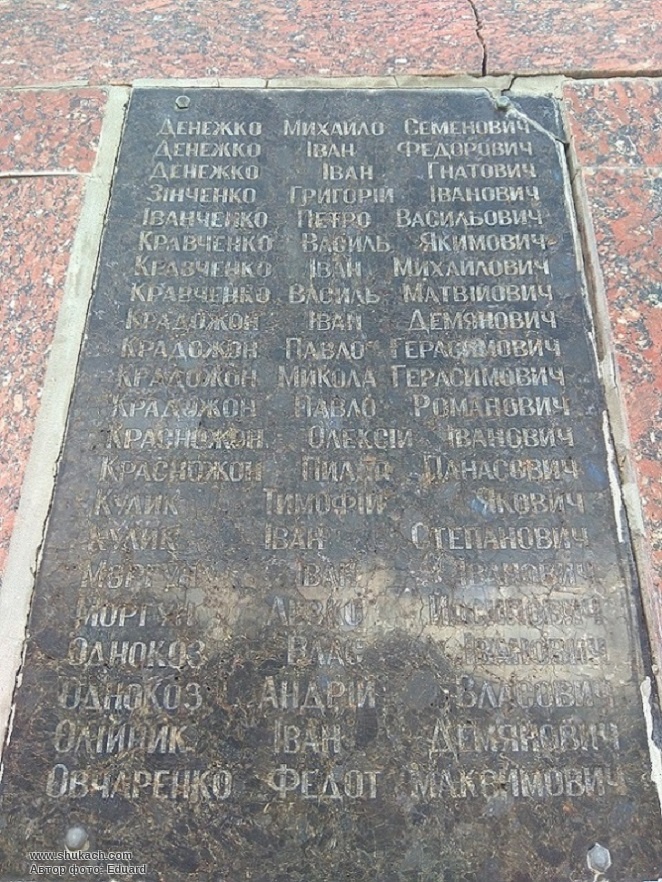 ДЕНЕЖКО МИХАЙЛО СЕМЕНОВИЧ
ДЕНЕЖКО ІВАН ФЕДОРОВИЧ
ДЕНЕЖКО ІВАН ГНАТОВИЧ
ЗІНЧЕНКО ГРИГОРІЙ ІВАНОВИЧ
ІВАНЧЕНКО ПЕТРО ВАСИЛЬОВИЧ
КРАВЧЕНКО ВАСИЛЬ ЯКИМОВИЧ
КРАВЧЕНКО ІВАН МИХАЙЛОВИЧ
КРАВЧЕНКО ВАСИЛЬ МАТВІЙОВИЧ
КРАДОЖОН ІВАН ДЕМЯНОВИЧ
КРАДОЖОН ПАВЛО ГЕРАСИМОВИЧ
КРАДОЖОН МИКОЛА ГЕРАСИМОВИЧ
КРАДОЖОН ПАВЛО РОМАНОВИЧ
КРАСНОЖОН ОЛЕКСІЙ ІВАНОВИЧ
КРАСНОЖОН ПАНАСОВИЧ
КУЛИК ТИМОФІЙ ЯКОВИЧ
КУЛИК ІВАН СТЕПАНОВИЧ
МОРГУН ІВАН ІВАНОВИЧ
МОРГУН ЛЕВКО ЙОСИПОВИЧ
ОДНОКОЗ ВЛАС ІВАНОВИЧ
ОДНОКОЗ АНДРІЙ ВЛАСОВИЧ
ОЛІЙНИК ІВАН ДЕМЯНОВИЧ
ОВЧАРЕНКО ФЕДОТ МАКСИМОВИЧ
www.shukach.com
Автор фото: Eduard